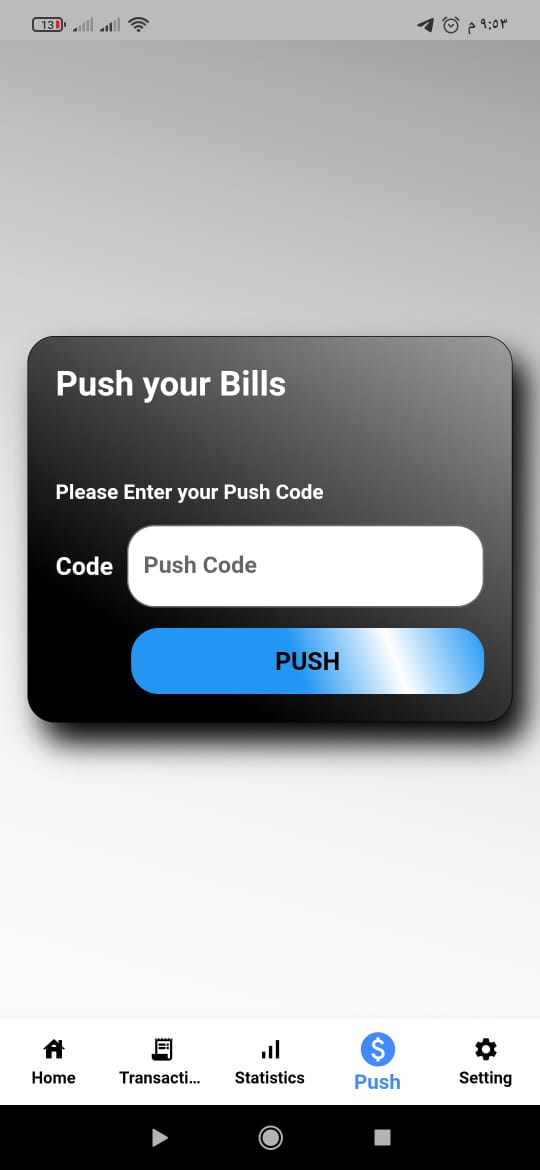 13
٩:٥٣ م
Push your Bills
Please Enter your Push Code
Code
Push Code
PUSH
Home
Transacti...
Statistics
Push
Setting